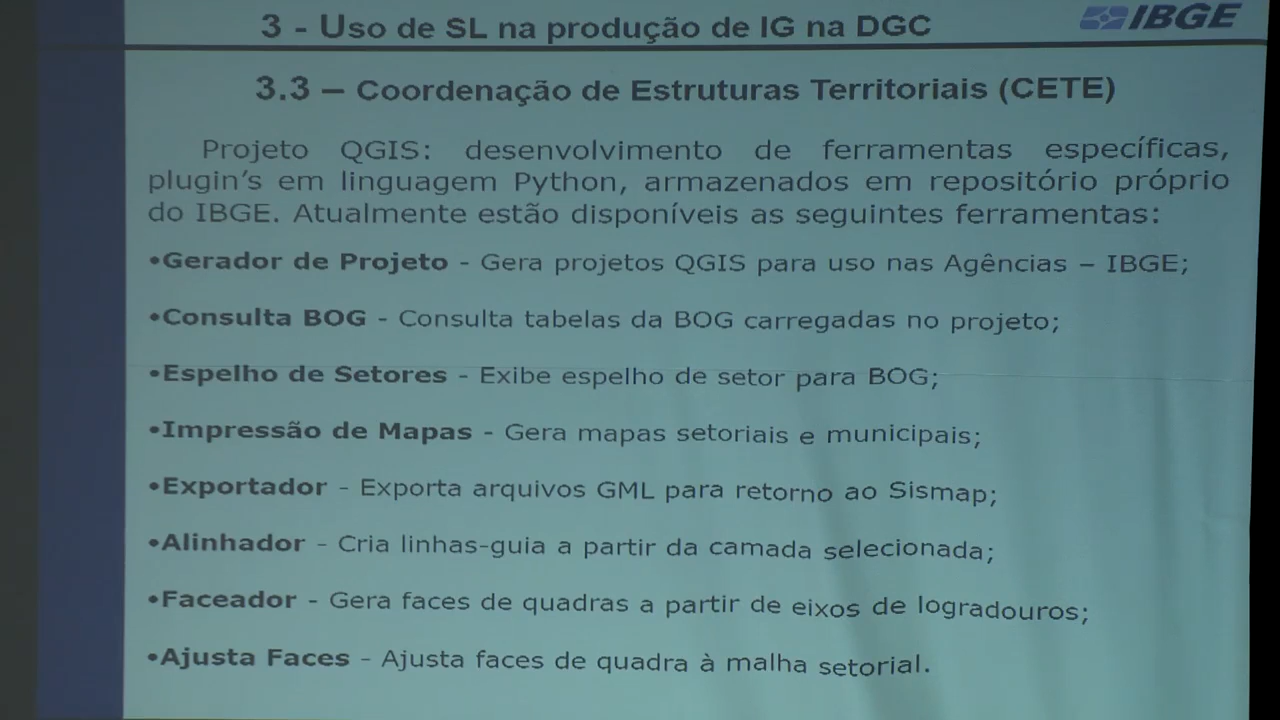 3 - Uso de SL na produção de IG na DGC
IBGE
3.3 – Coordenação de Estruturas Territoriais (CETE)
Projeto QGIS: desenvolvimento de ferramentas específicas,
plugin's em linguagem Python, armazenados em repositório próprio
do IBGE. Atualmente estão disponíveis as seguintes ferramentas:
•Gerador de Projeto - Gera projetos QGIS para uso nas Agências – IBGE;
•Consulta BOG - Consulta tabelas da BOG carregadas no projeto;
•Espelho de Setores - Exibe espelho de setor para BOG;
•Impressão de Mapas - Gera mapas setoriais e municipais;
•Exportador - Exporta arquivos GML para retorno ao Sismap;
•Alinhador - Cria linhas-guia a partir da camada selecionada;
•Faceador - Gera faces de quadras a partir de eixos de logradouros;
•Ajusta Faces - Ajusta faces de quadra à malha setorial.